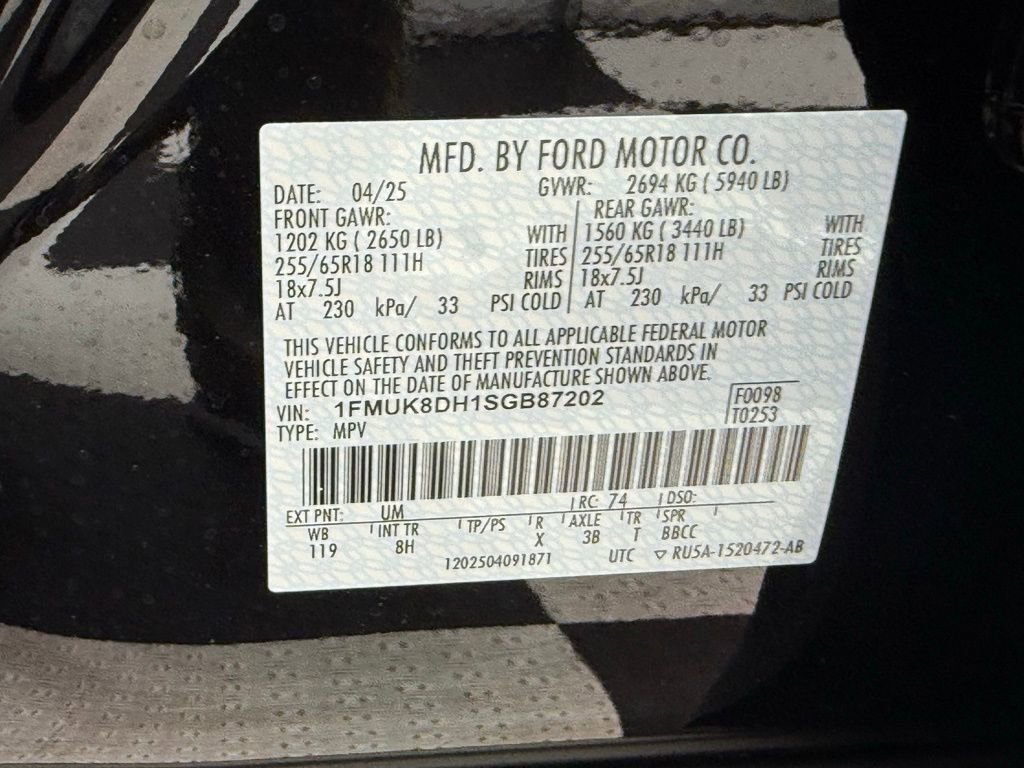 MFD. BY FORD MOTOR CO.
DATE: 04/25 GVWR: 2694 KG ( 5940 LB)
FRONT GAWR: REAR GAWR:
1202 KG ( 2650 LB) WITH 1560 KG ( 3440 LB) WITH
255/65R18 111H TIRES 255/65R18 111H TIRES
18x7.5J RIMS 18x7.5J RIMS
AT 230 kPa/ 33 PSI COLD AT 230 kPa/ 33 PSI COLD
THIS VEHICLE CONFORMS TO ALL APPLICABLE FEDERAL MOTOR
VEHICLE SAFETY AND THEFT PREVENTION STANDARDS IN
EFFECT ON THE DATE OF MANUFACTURE SHOWN ABOVE.
VIN: 1FMUK8DH1SGB87202 F0098
TYPE: MPV T0253
EXT PNT: UM RC: 74 DSO:
WB INT TR TP/PS R AXLE TR SPR
119 8H X 3B T BBCC
1202504091871 UTC ▽ RU5A-1520472-AB